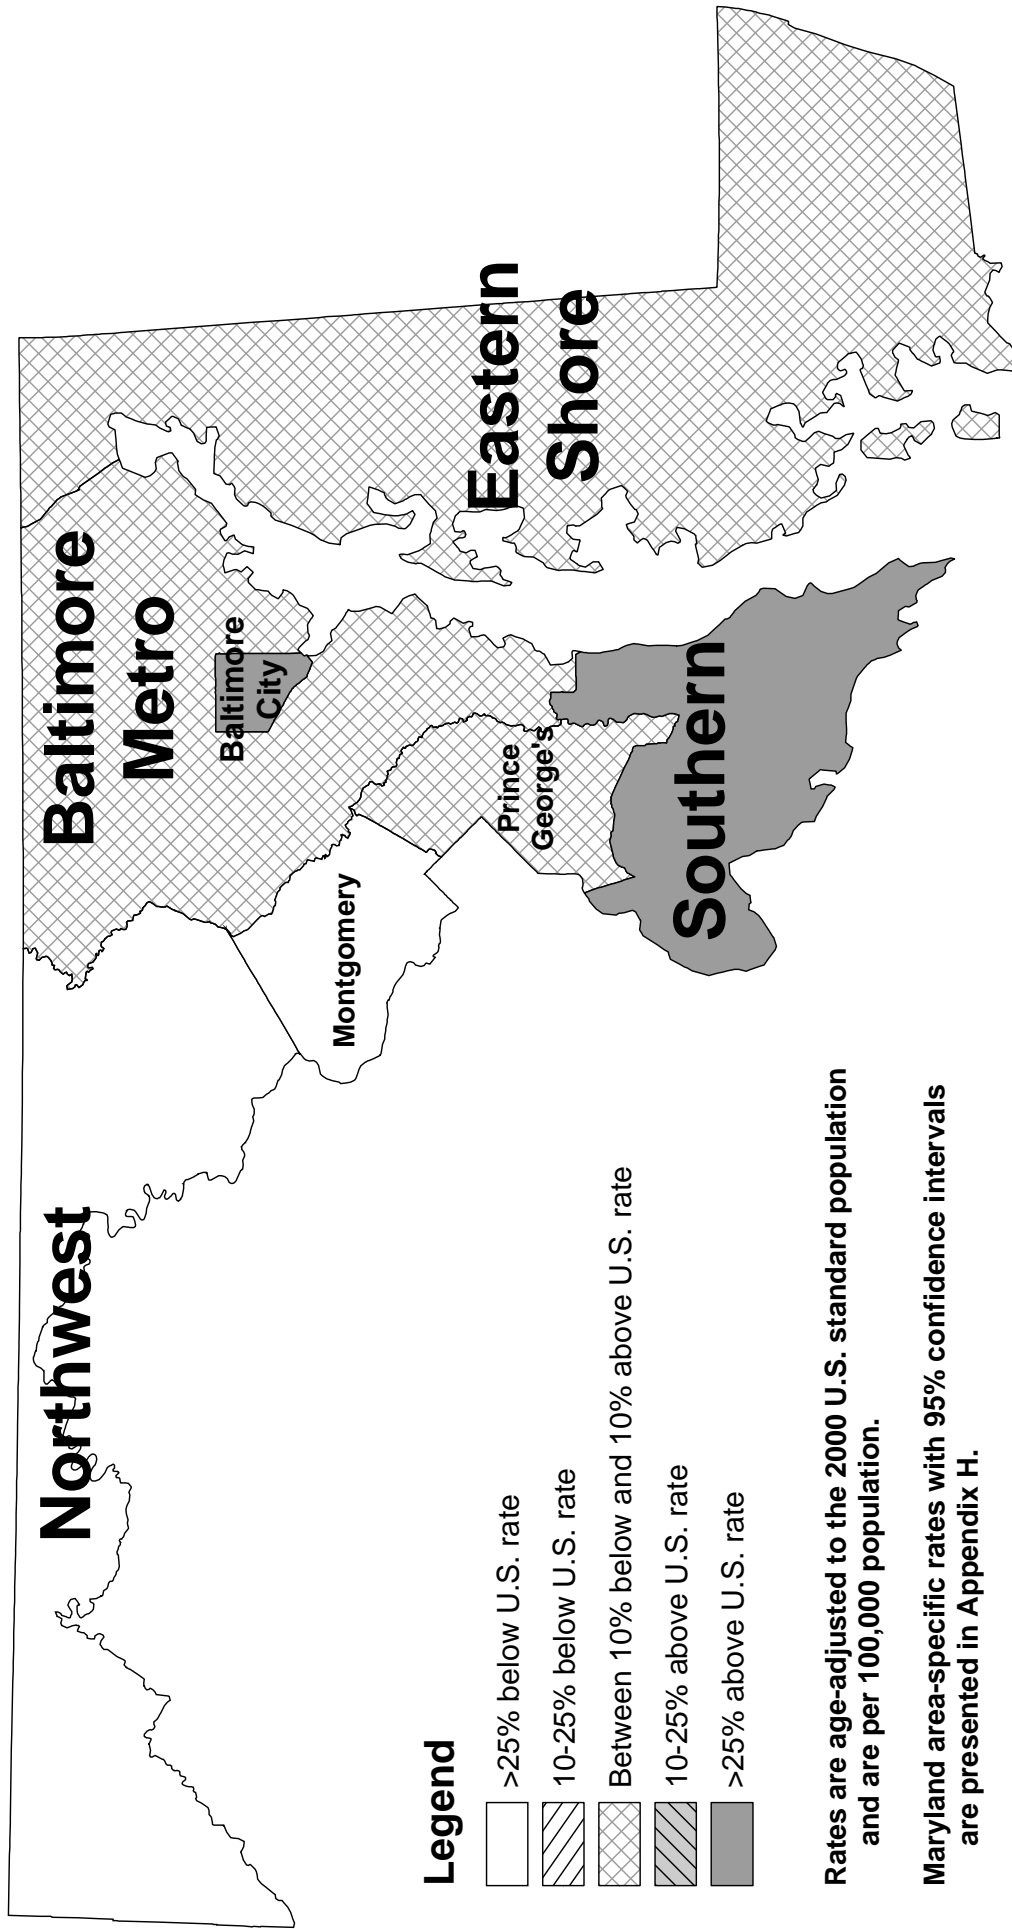 Northwest
Baltimore
Metro
Baltimore
City
Montgomery
Prince
George's
Eastern
Shore
Southern
Legend
>25% below U.S. rate
10-25% below U.S. rate
Between 10% below and 10% above U.S. rate
10-25% above U.S. rate
>25% above U.S. rate
Rates are age-adjusted to the 2000 U.S. standard population
and are per 100,000 population.
Maryland area-specific rates with 95% confidence intervals
are presented in Appendix H.